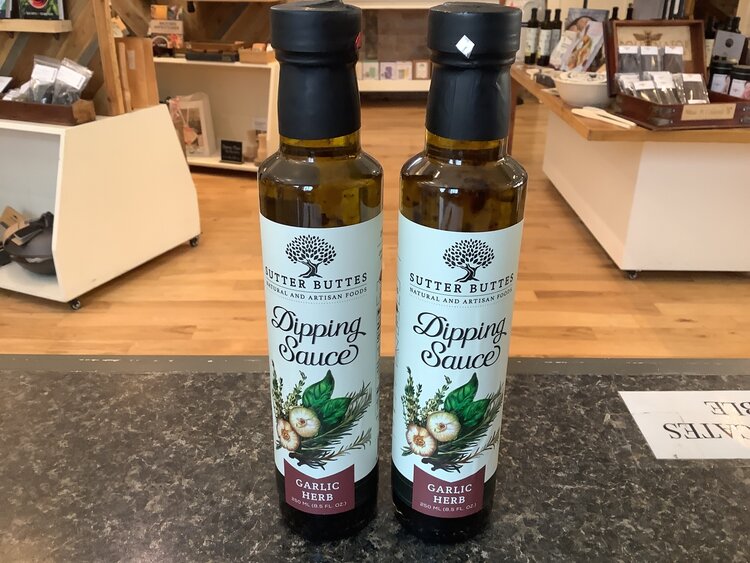 SUTTER BUTTES
NATURAL AND ARTISAN FOODS
Dipping
Sauce
GARLIC
HERB
250 ML (8.5 FL. OZ.)
SUTTER BUTTES
NATURAL AND ARTISAN FOODS
Dipping
Sauce
GARLIC
HERB
250 ML (8.5 FL. OZ.)